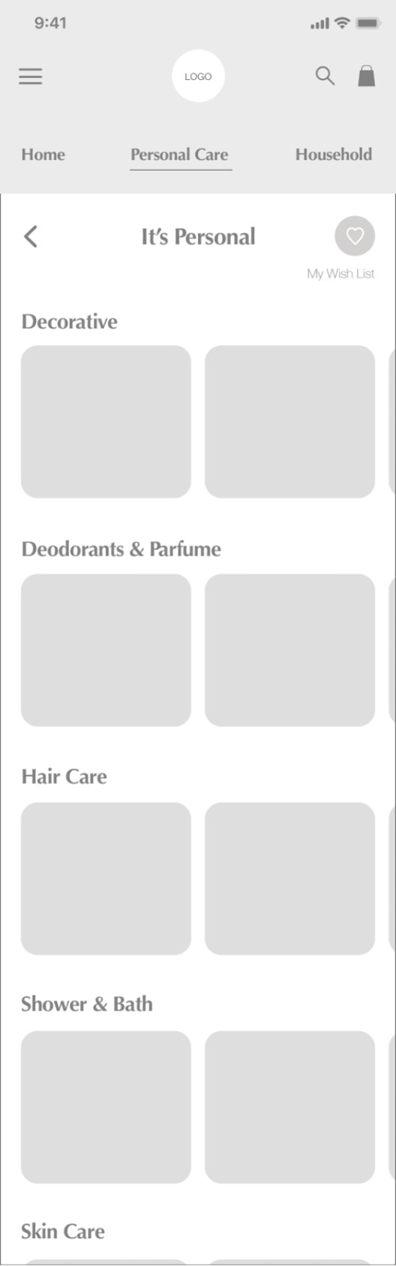 9:41
LOGO
Home Personal Care Household
It's Personal
My Wish List
Decorative
Deodorants & Parfume
Hair Care
Shower & Bath
Skin Care